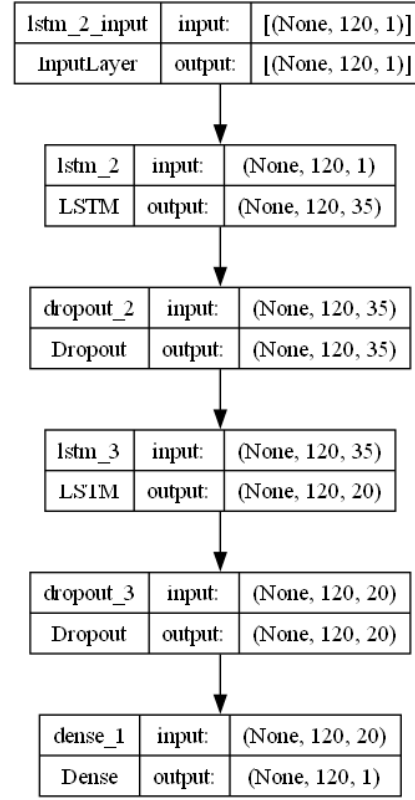 lstm_2_input input: [(None, 120, 1)]
InputLayer output: [(None, 120, 1)]
lstm_2 input: (None, 120, 1)
LSTM output: (None, 120, 35)
dropout_2 input: (None, 120, 35)
Dropout output: (None, 120, 35)
lstm_3 input: (None, 120, 35)
LSTM output: (None, 120, 20)
dropout_3 input: (None, 120, 20)
Dropout output: (None, 120, 20)
dense_1 input: (None, 120, 20)
Dense output: (None, 120, 1)